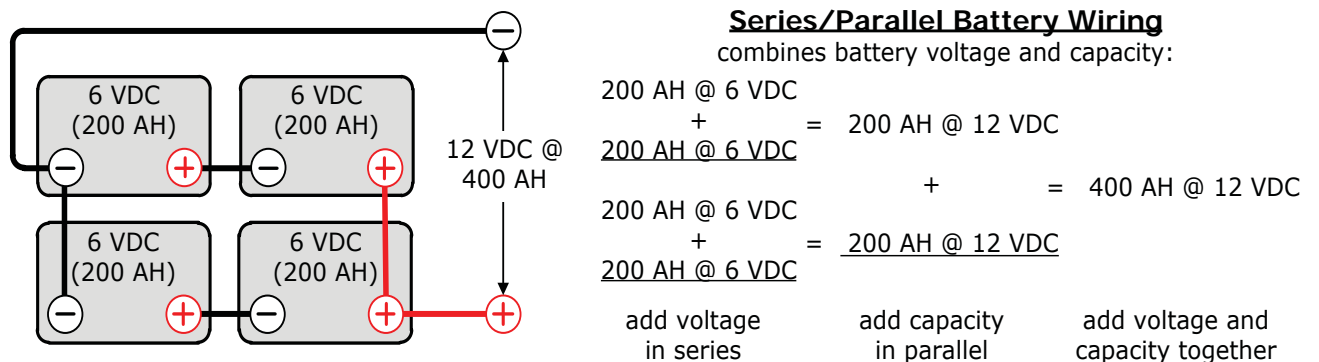 −
6 VDC
(200 AH)
6 VDC
(200 AH)
− + − +
12 VDC @
400 AH
6 VDC
(200 AH)
6 VDC
(200 AH)
− + − + +
Series/Parallel Battery Wiring
combines battery voltage and capacity:
200 AH @ 6 VDC
+ = 200 AH @ 12 VDC
200 AH @ 6 VDC
+ = 400 AH @ 12 VDC
200 AH @ 6 VDC
+ = 200 AH @ 12 VDC
200 AH @ 6 VDC
add voltage
in series
add capacity
in parallel
add voltage and
capacity together